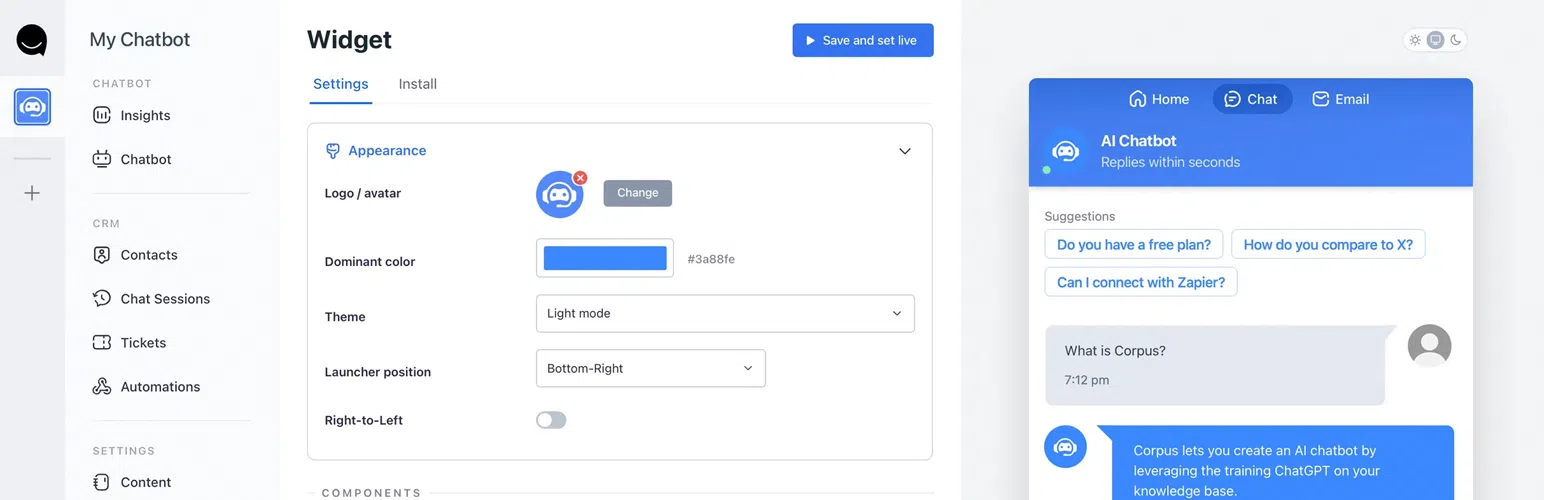 My Chatbot
CHATBOT
Insights
Chatbot
CRM
Contacts
Chat Sessions
Tickets
Automations
SETTINGS
Content
Widget
Save and set live
Settings
Install
Appearance
Logo / avatar
Change
Dominant color
#3a88fe
Theme
Light mode
Launcher position
Bottom-Right
Right-to-Left
COMPONENTS
Home
Chat
Email
AI Chatbot
Replies within seconds
Suggestions
Do you have a free plan?
How do you compare to X?
Can I connect with Zapier?
What is Corpus?
7:12 pm
Corpus lets you create an AI chatbot by
leveraging the training ChatGPT on your
knowledge base.